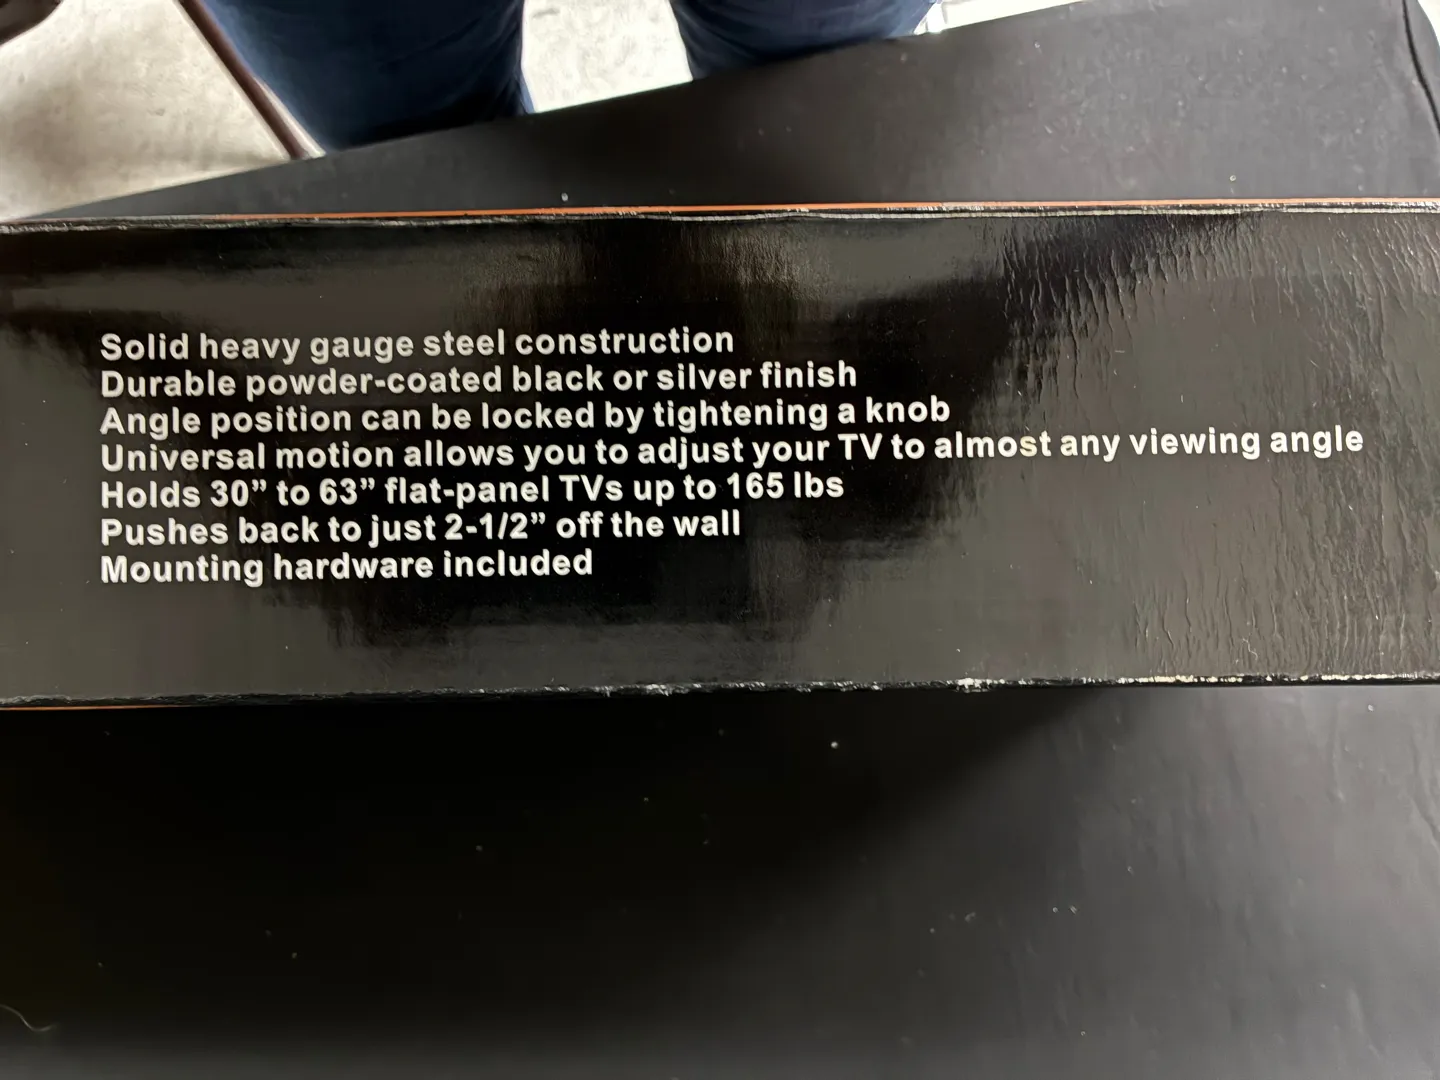 Solid heavy gauge steel construction
Durable powder-coated black or silver finish
Angle position can be locked by tightening a knob
Universal motion allows you to adjust your TV to almost any viewing angle
Holds 30” to 63” flat-panel TVs up to 165 lbs
Pushes back to just 2-1/2” off the wall
Mounting hardware included